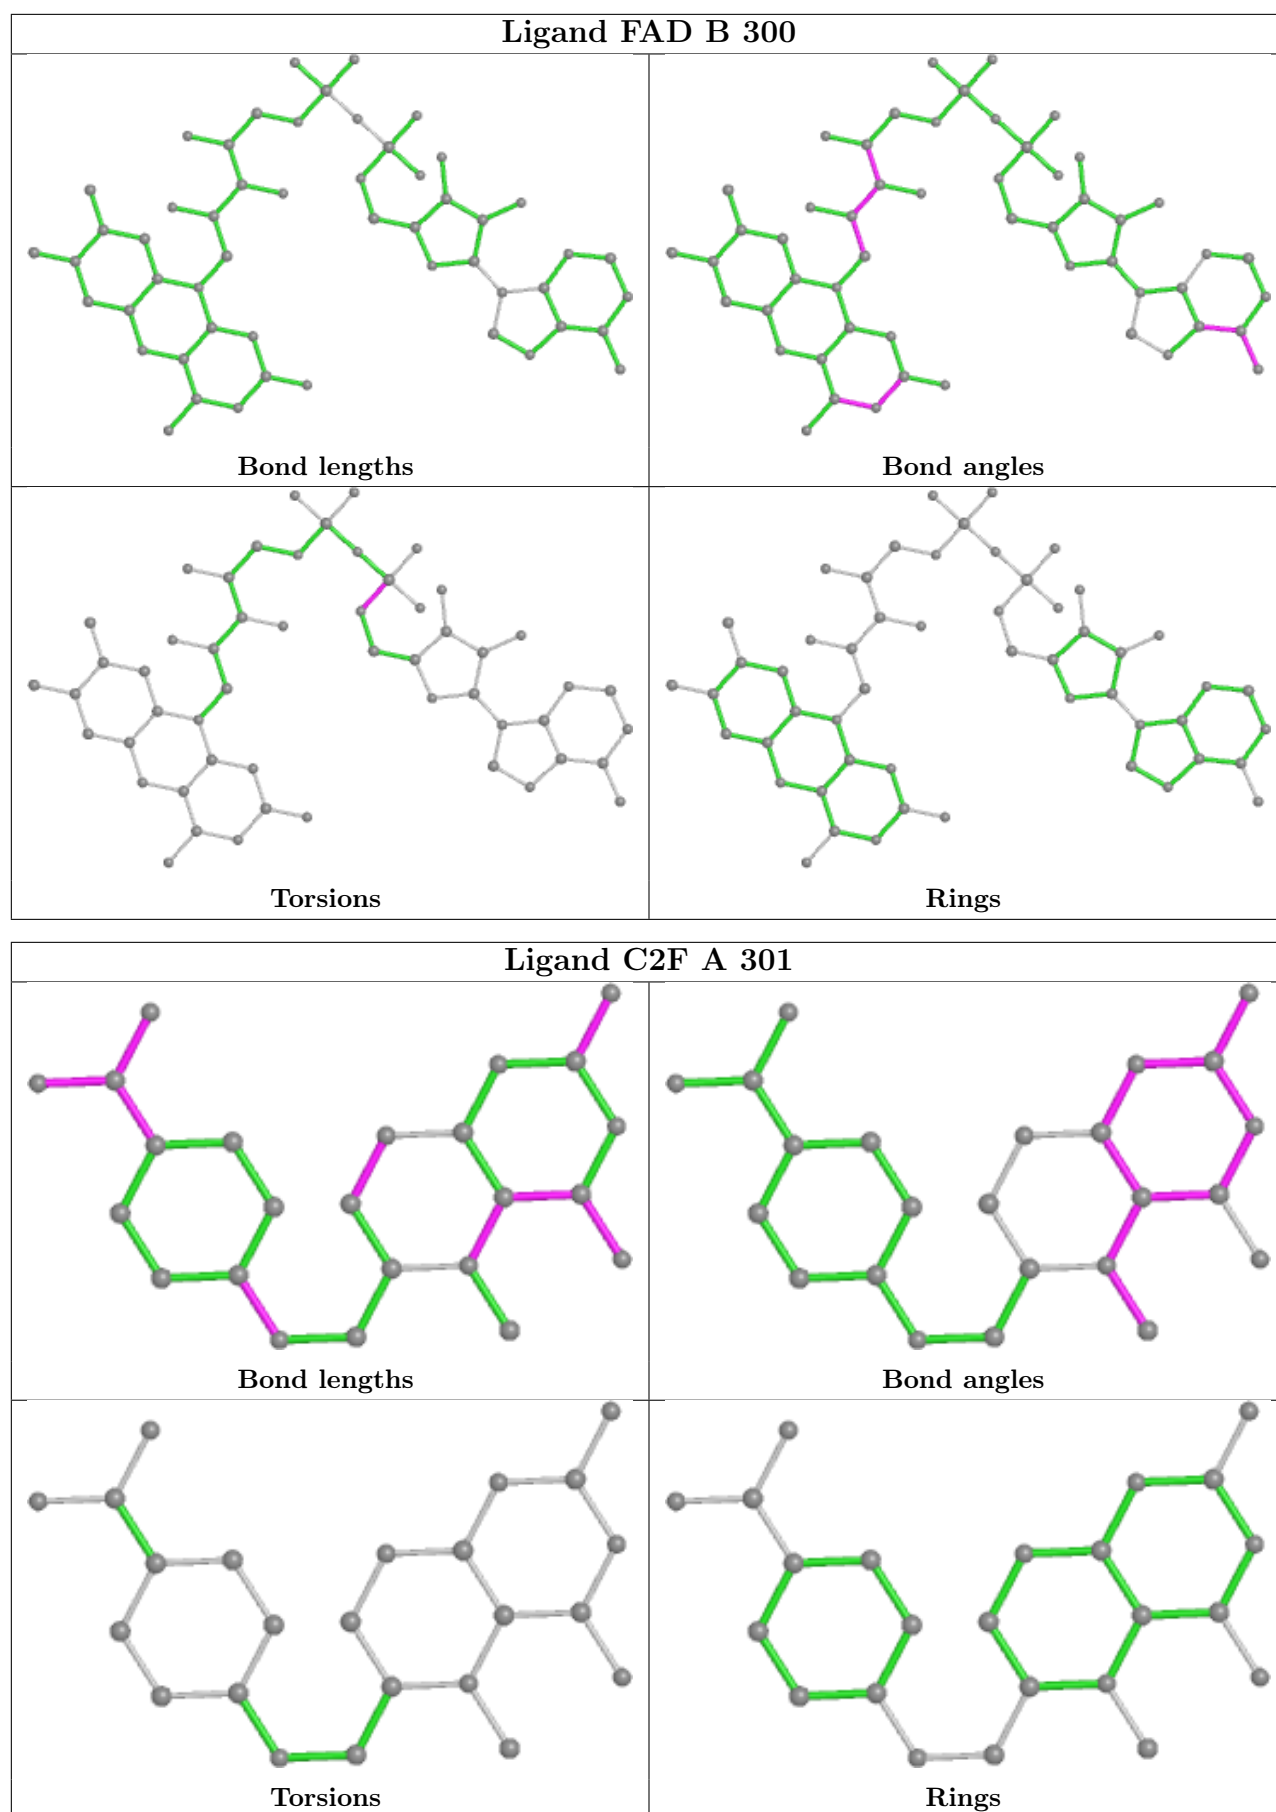 Ligand FAD B 300
Bond lengths
Bond angles
Torsions
Rings
Ligand C2F A 301
Bond lengths
Bond angles
Torsions
Rings